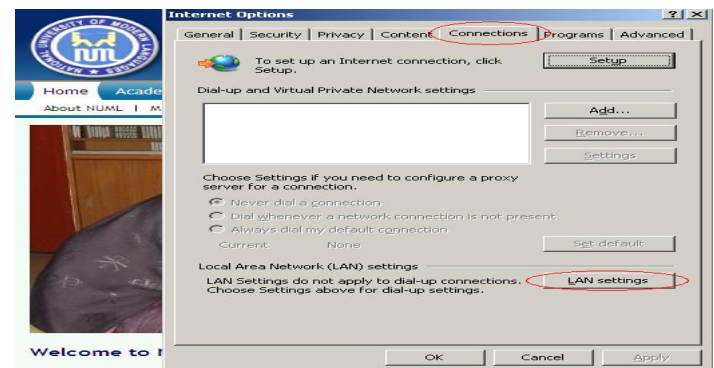 UNIVERSITY OF MODERN LANGUAGES
Internet Options
General Security Privacy Content Connections Programs Advanced
To set up an Internet connection, click
Setup.
Setup
Home Acade
About NUML | M
Dial-up and Virtual Private Network settings
Add...
Remove...
Settings
Choose Settings if you need to configure a proxy
server for a connection.
Never dial a connection
Dial whenever a network connection is not present
Always dial my default connection
Current None
Set default
Local Area Network (LAN) settings
LAN Settings do not apply to dial-up connections.
Choose Settings above for dial-up settings.
LAN settings
Welcome to
OK Cancel Apply